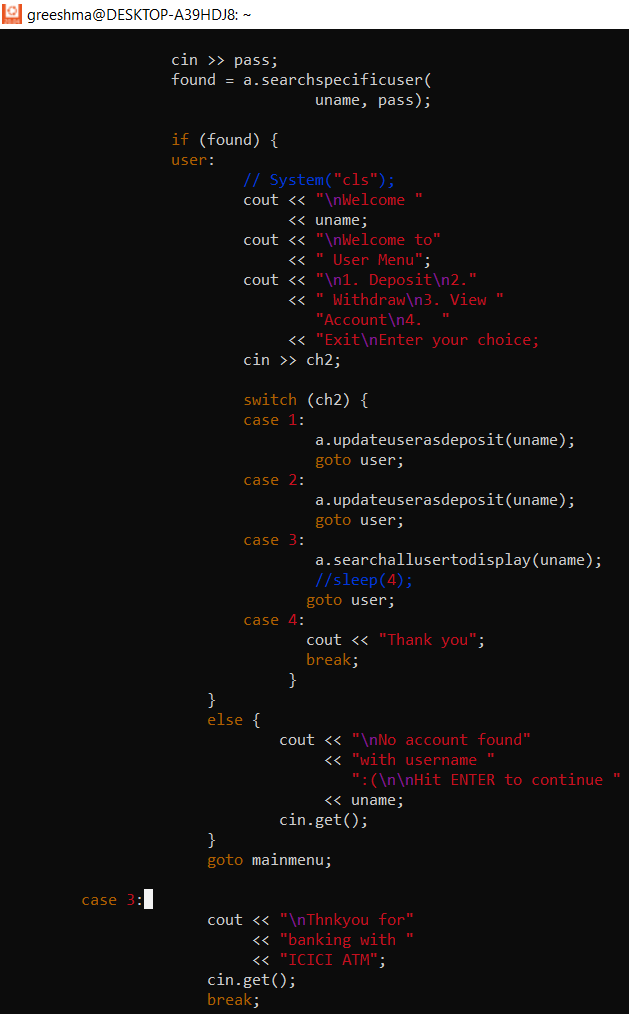 greeshma@DESKTOP-A39HDJ8: ~
cin >> pass;
found = a.searchspecificuser(
uname, pass);
if (found) {
user:
// System("cls");
cout << "\nWelcome "
<< uname;
cout << "\nWelcome to"
<< " User Menu";
cout << "\n1. Deposit\n2."
<< " Withdraw\n3. View "
"Account\n4.  "
<< "Exit\nEnter your choice;
cin >> ch2;
switch (ch2) {
case 1:
a.updateuserasdeposit(uname);
goto user;
case 2:
a.updateuserasdeposit(uname);
goto user;
case 3:
a.searchallusertodisplay(uname);
//sleep(4);
goto user;
case 4:
cout << "Thank you";
break;
}
}
else {
cout << "\nNo account found"
<< "with username "
":(\n\nHit ENTER to continue "
<< uname;
cin.get();
}
goto mainmenu;
case 3:
cout << "\nThnkyou for"
<< "banking with "
<< "ICICI ATM";
cin.get();
break;